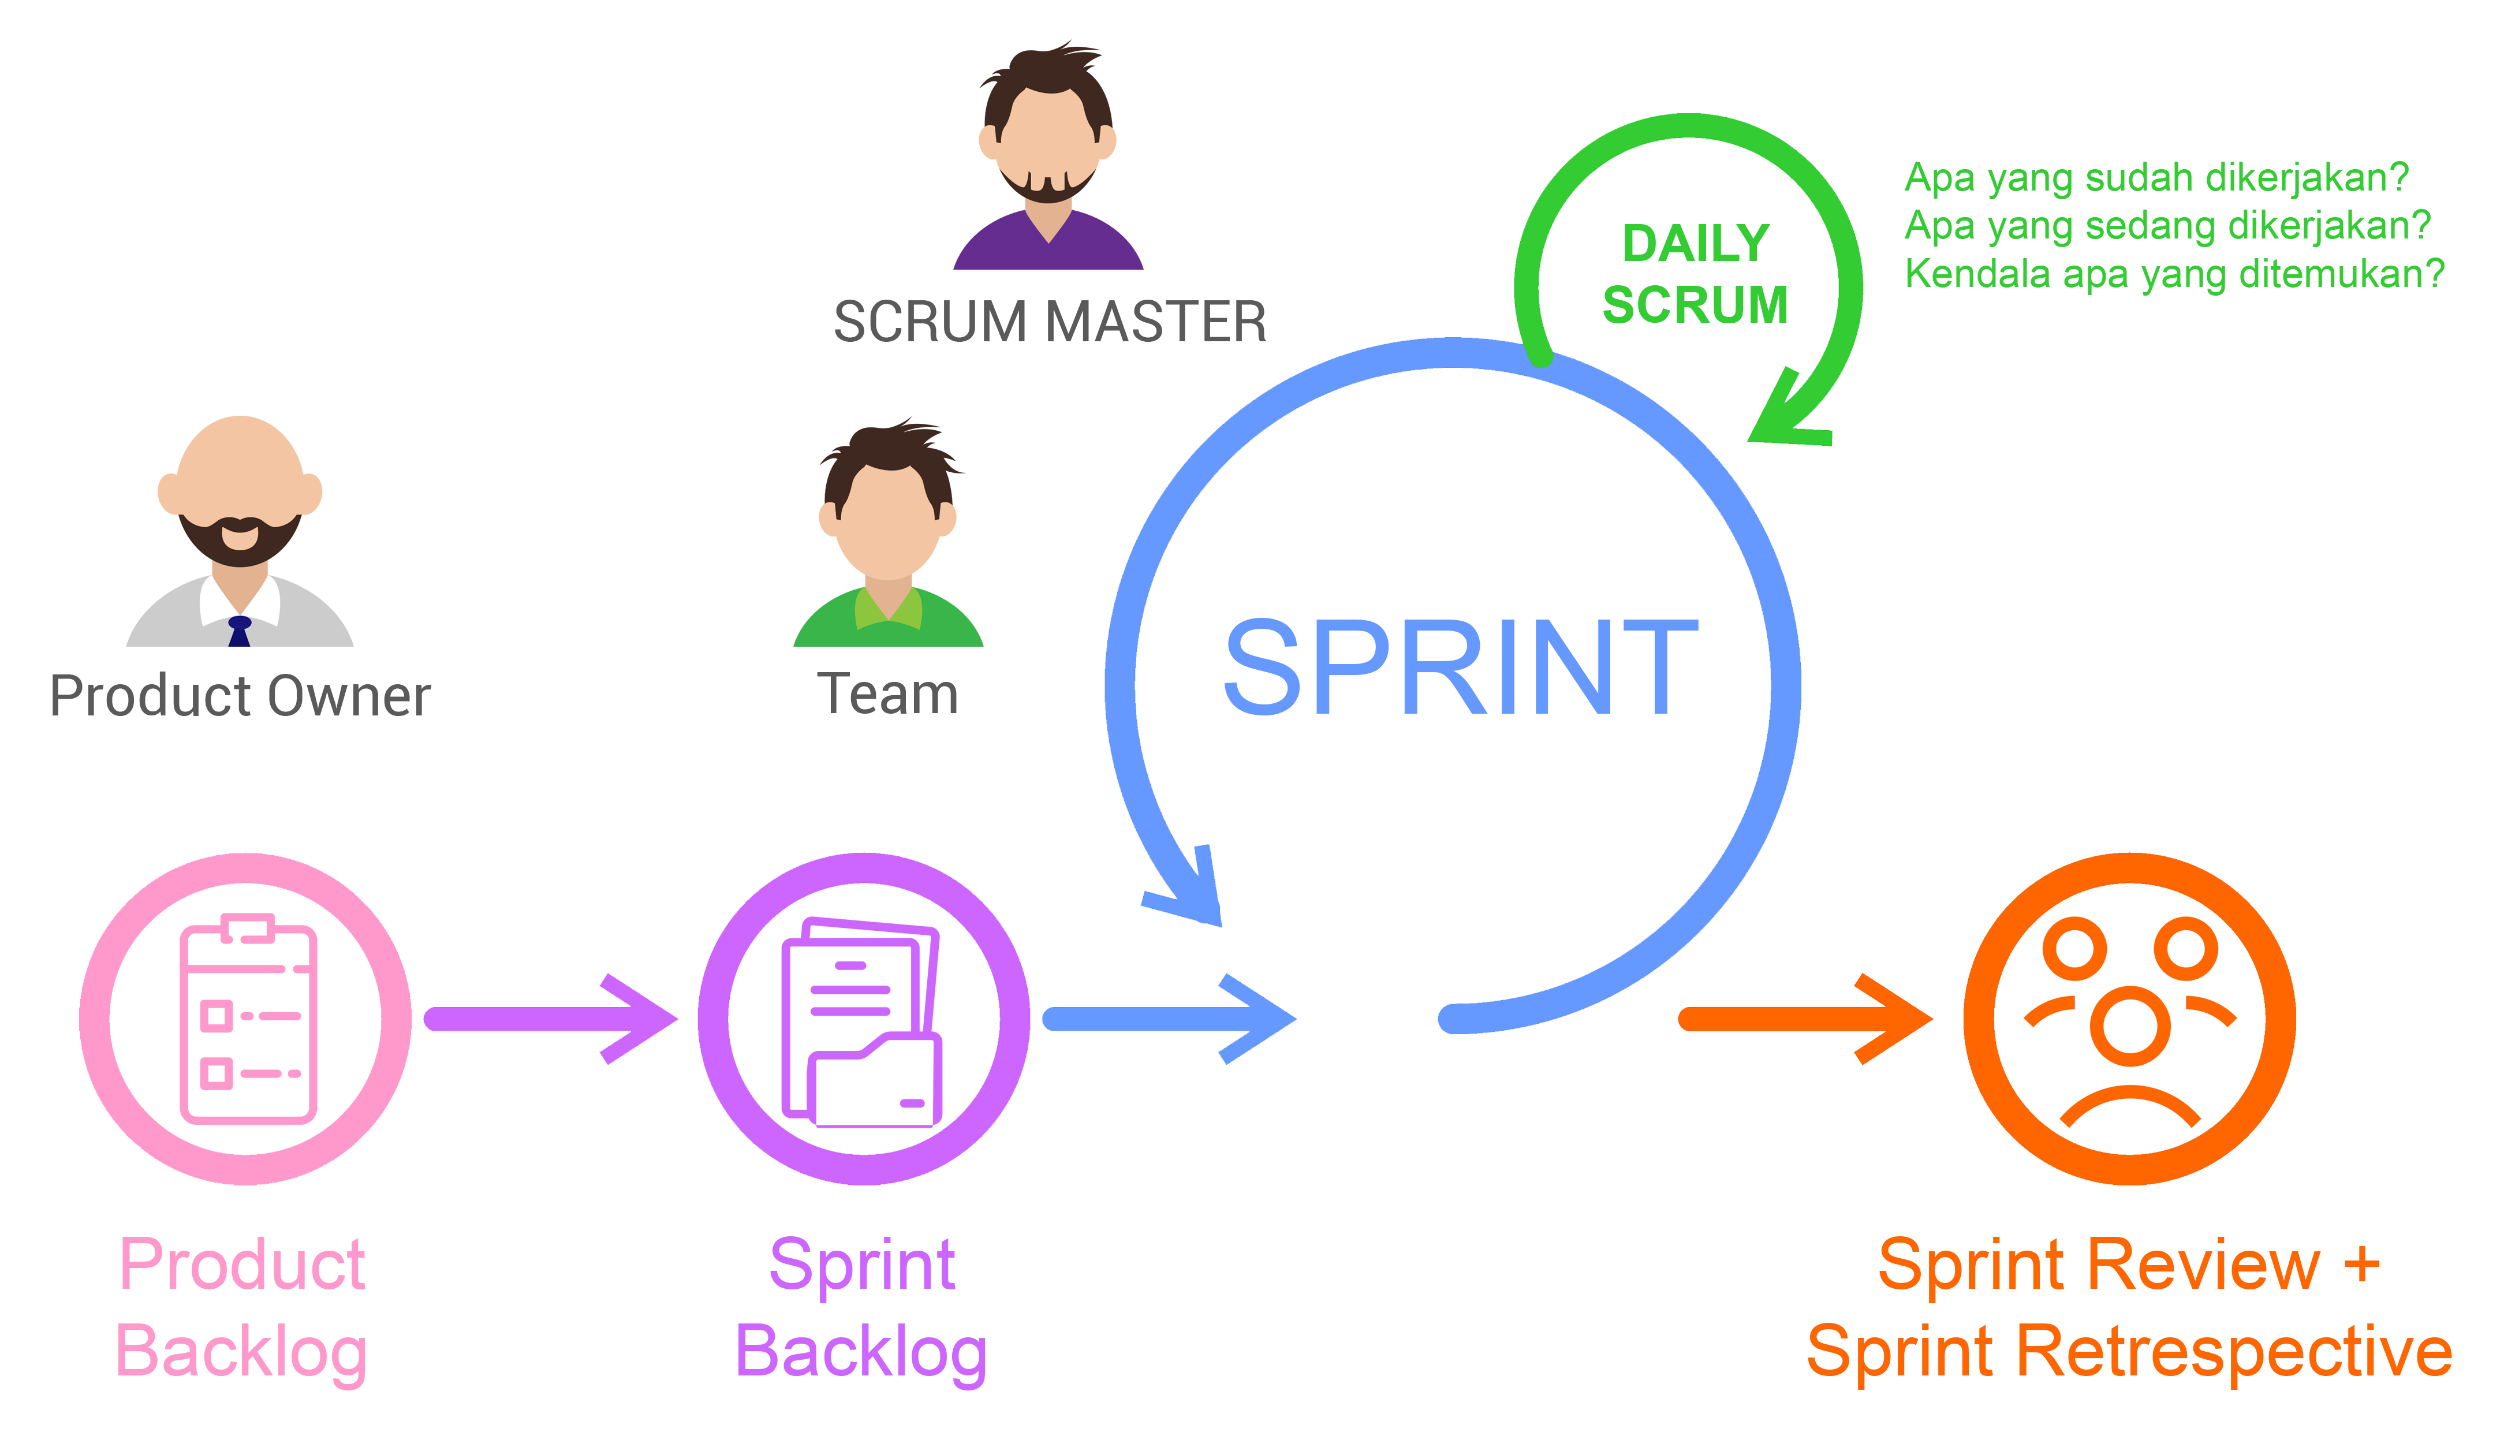 SCRUM MASTER
DAILY
SCRUM
Apa yang sudah dikerjakan?
Apa yang sedang dikerjakan?
Kendala apa yang ditemukan?
Product Owner
Team
SPRINT
Product
Backlog
Sprint
Backlog
Sprint Review +
Sprint Retrespective